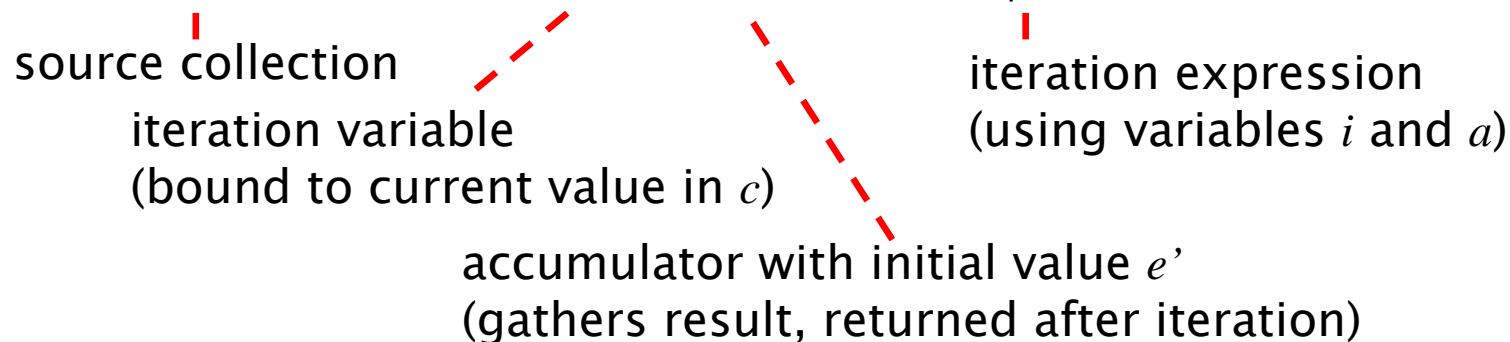 source collection
iteration expression
iteration variable
(using variables i and a)
(bound to current value in c)
accumulator with initial value e’
(gathers result, returned after iteration)